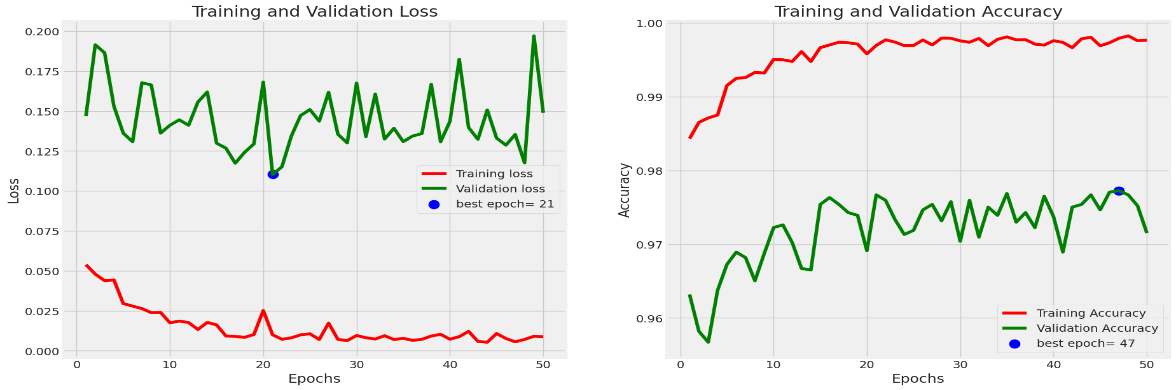 Training and Validation Loss
0.200
0.175
0.150
0.125
0.100
0.075
0.050
0.025
0.000
Loss
0 10 20 30 40 50
Epochs
Training loss
Validation loss
best epoch= 21
Training and Validation Accuracy
1.00
0.99
0.98
0.97
0.96
Accuracy
0 10 20 30 40 50
Epochs
Training Accuracy
Validation Accuracy
best epoch= 47